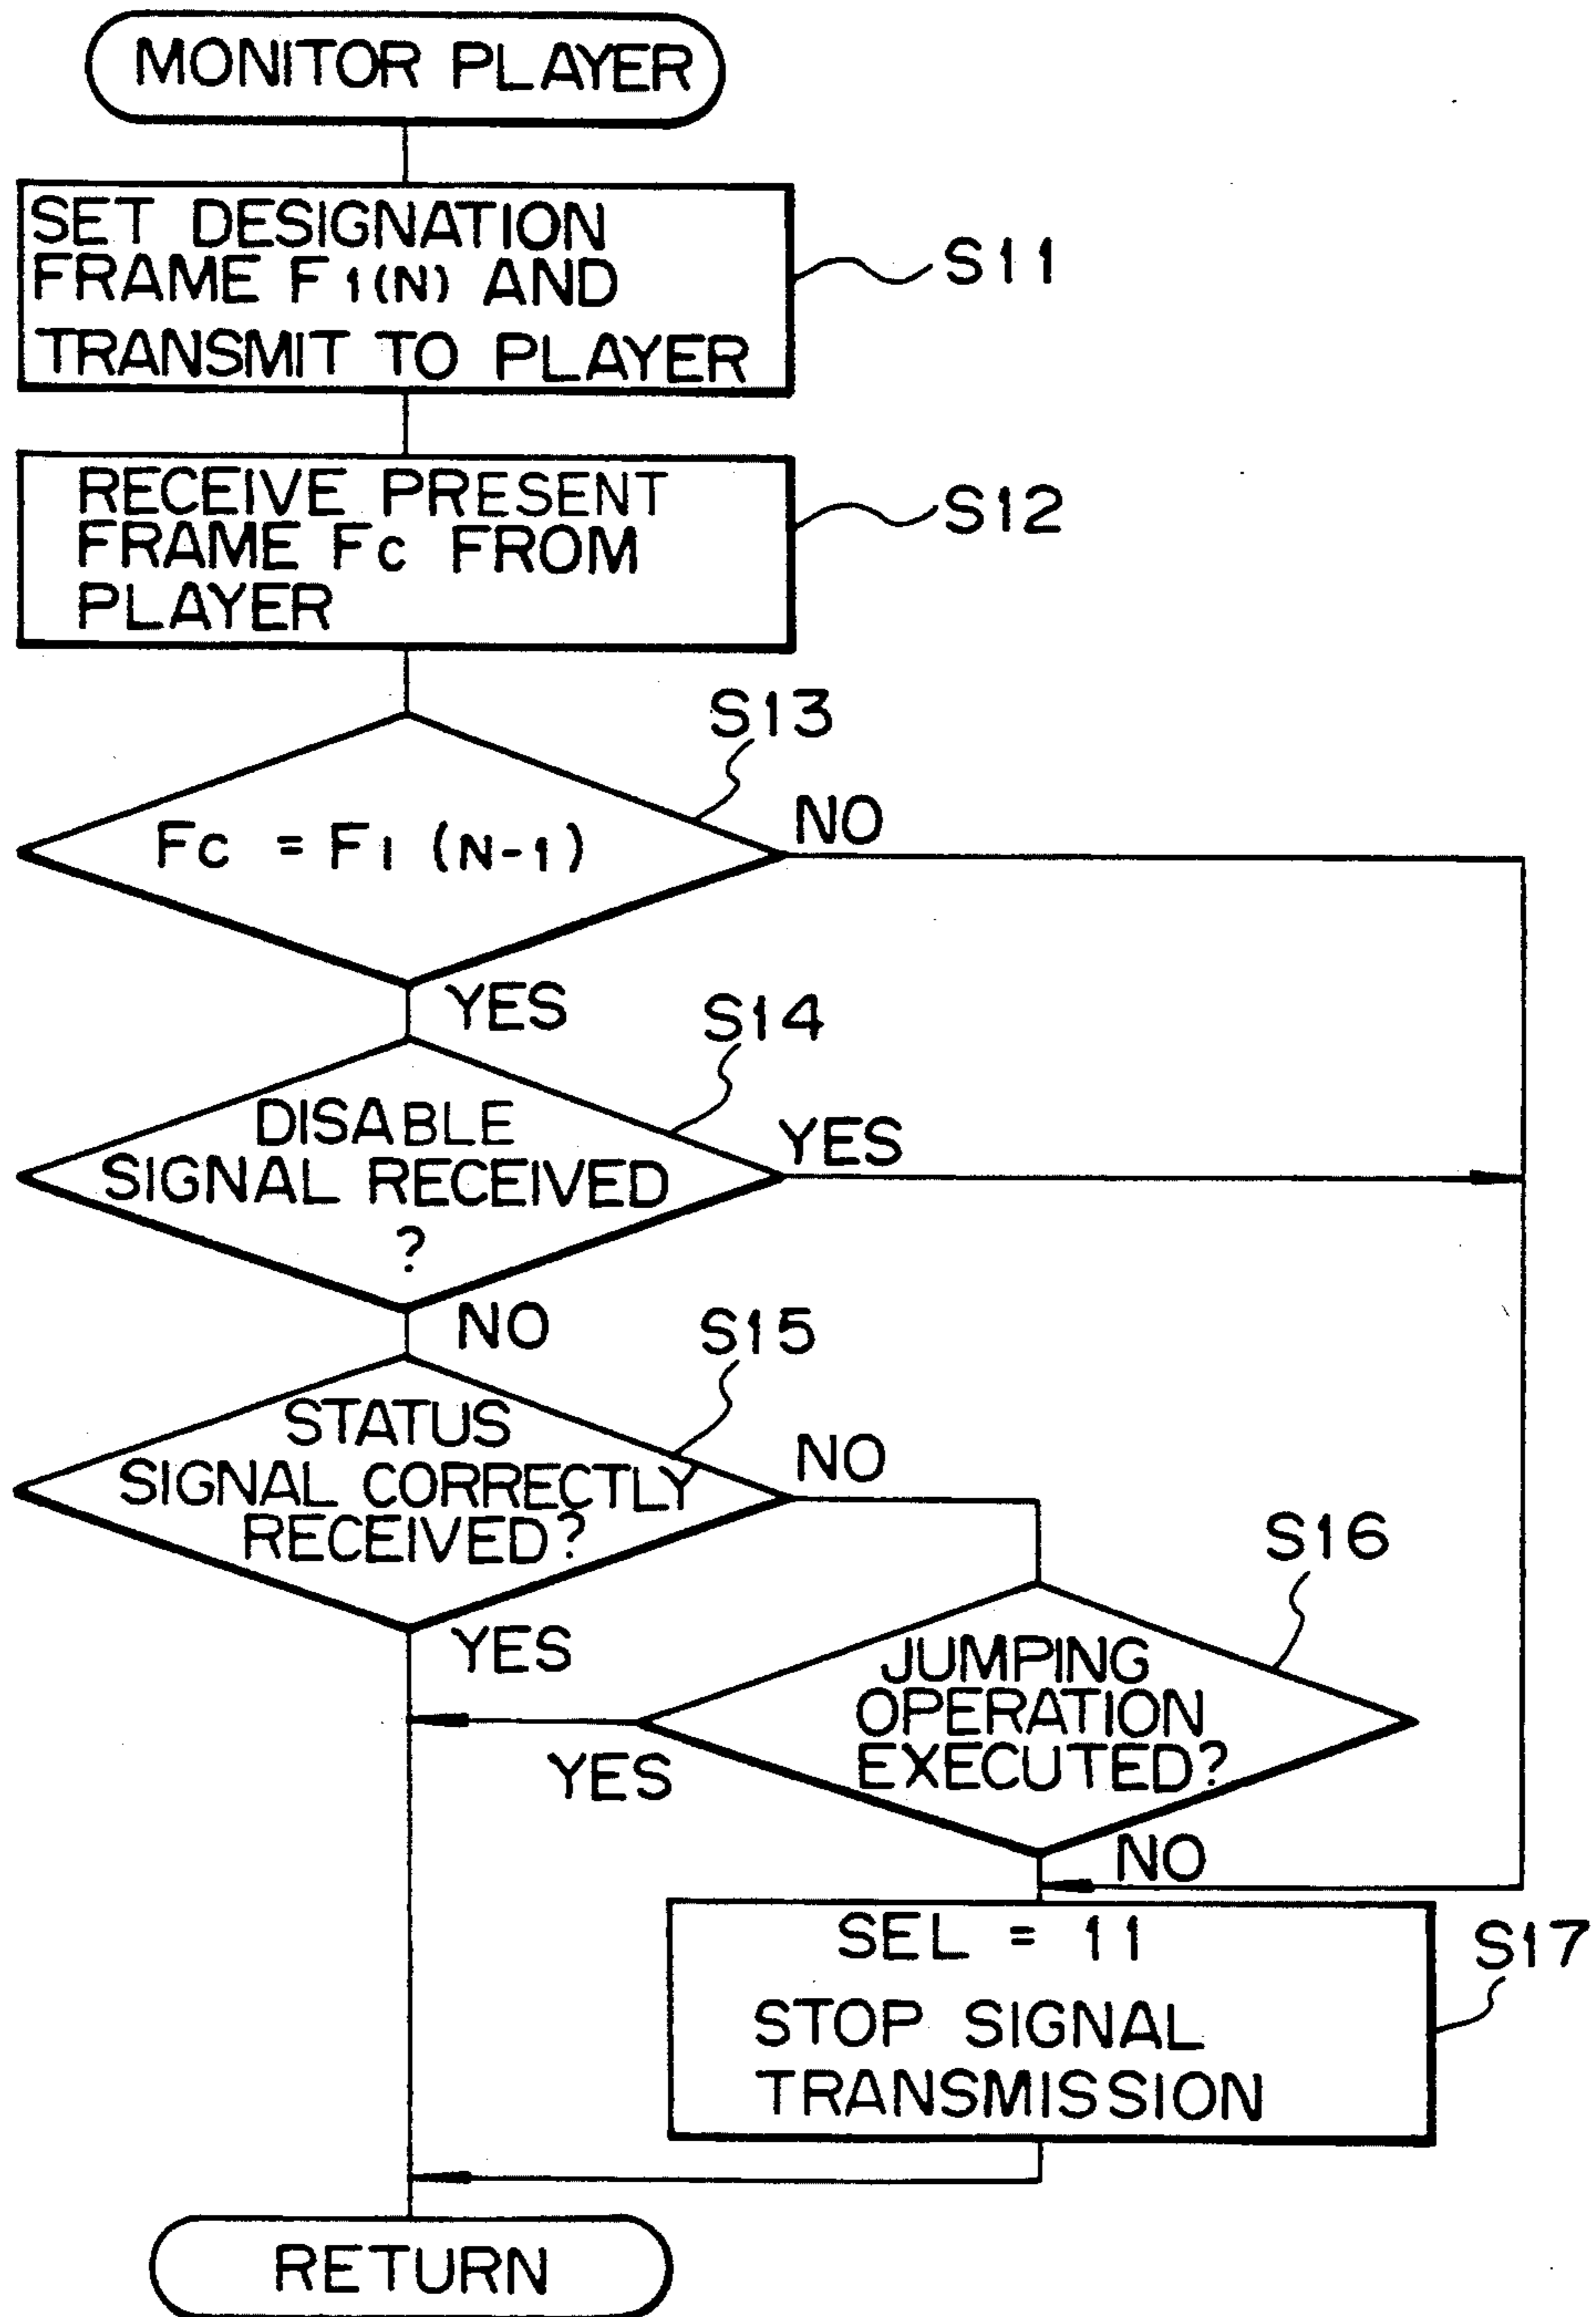 MONITOR PLAYER
SET DESIGNATION
FRAME F1(N) AND
TRANSMIT TO PLAYER
S11
RECEIVE PRESENT
FRAME Fc FROM
PLAYER
S12
S13
Fc = F1 (N-1)
NO
YES
S14
DISABLE
SIGNAL RECEIVED
?
YES
NO
S15
STATUS
SIGNAL CORRECTLY
RECEIVED?
NO
YES
S16
JUMPING
OPERATION
EXECUTED?
YES
NO
SEL = 11
STOP SIGNAL
TRANSMISSION
S17
RETURN